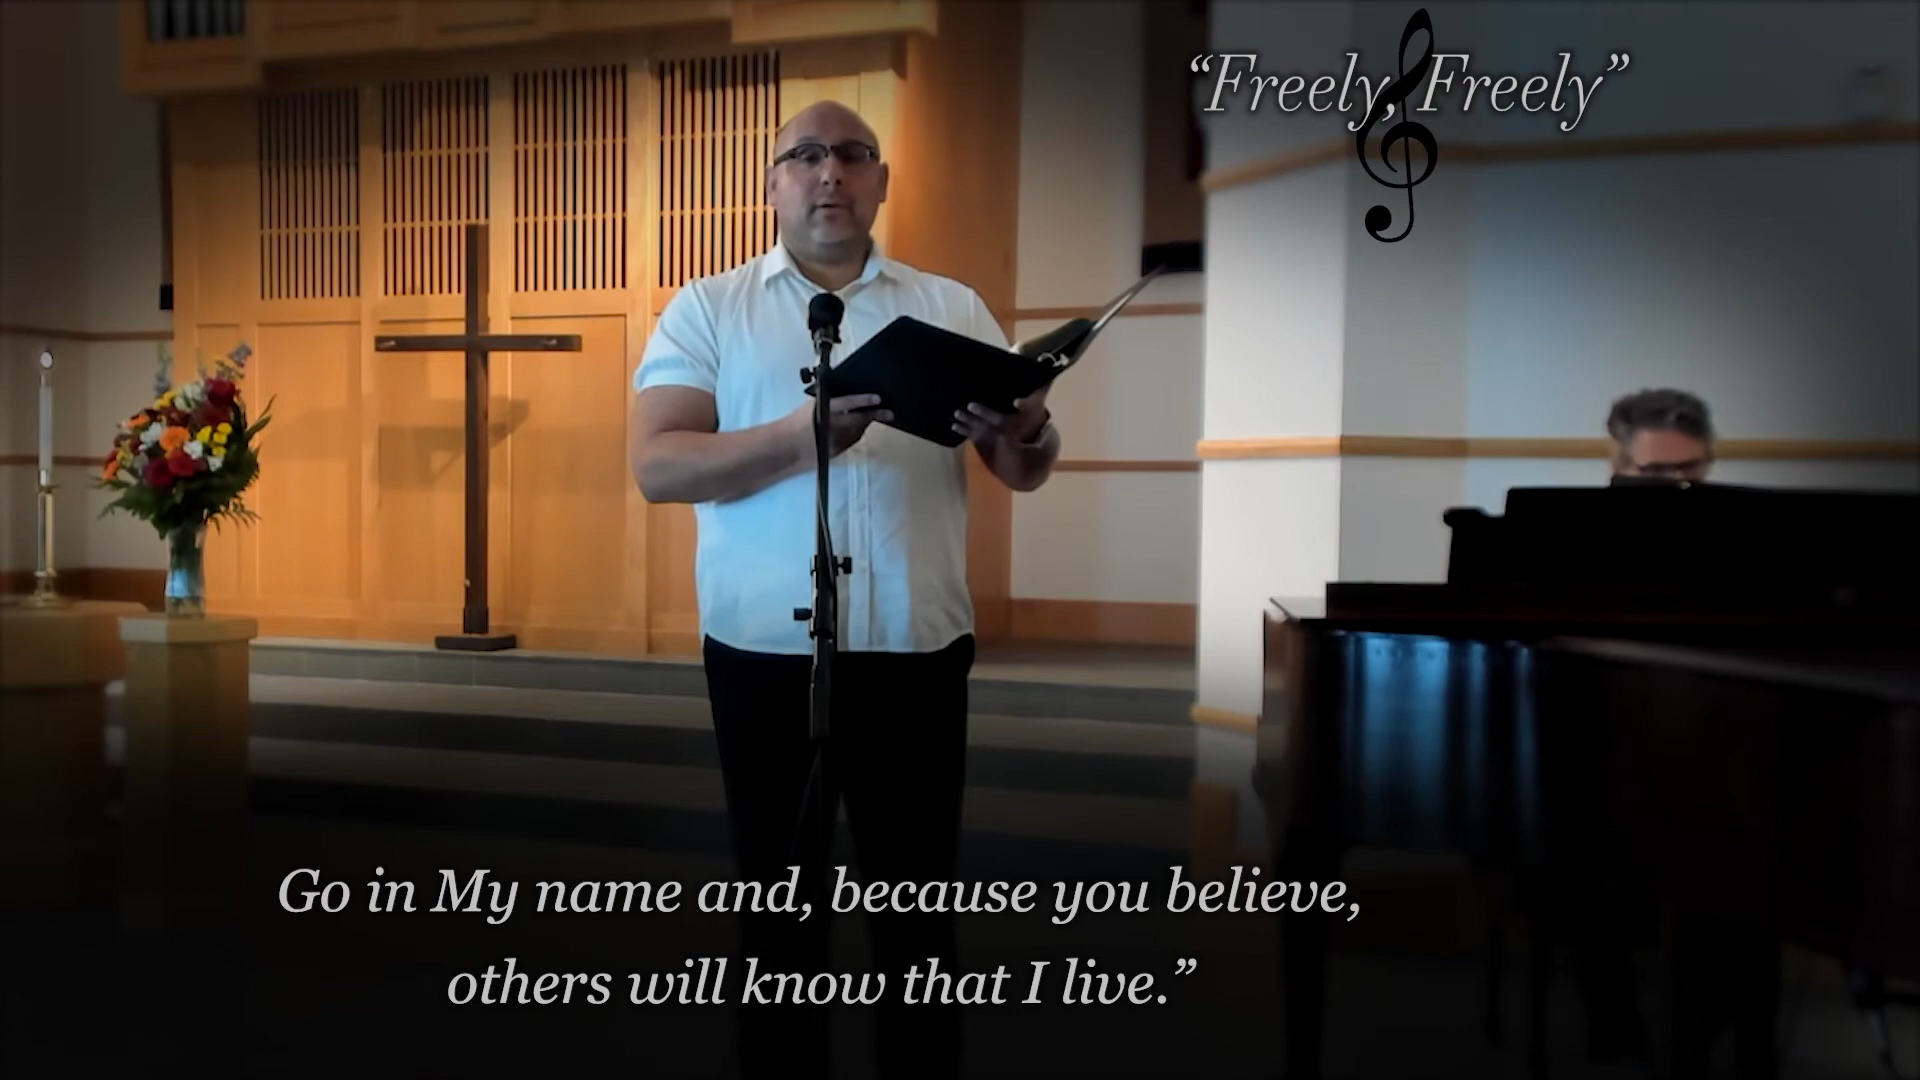 “Freely, Freely”
Go in My name and, because you believe,
others will know that I live.”